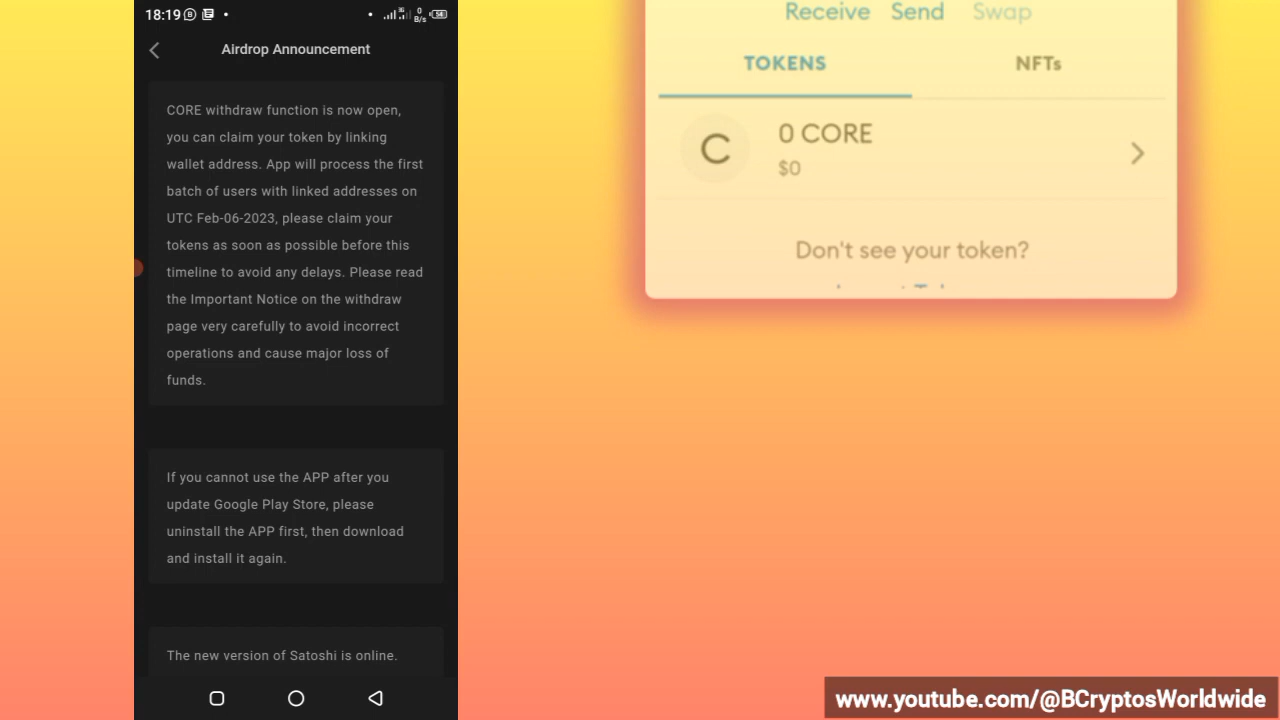 18:19
0
B/s
54
Airdrop Announcement
CORE withdraw function is now open,
you can claim your token by linking
wallet address. App will process the first
batch of users with linked addresses on
UTC Feb-06-2023, please claim your
tokens as soon as possible before this
timeline to avoid any delays. Please read
the Important Notice on the withdraw
page very carefully to avoid incorrect
operations and cause major loss of
funds.
If you cannot use the APP after you
update Google Play Store, please
uninstall the APP first, then download
and install it again.
The new version of Satoshi is online.
Receive Send Swap
TOKENS NFTs
C
0 CORE
$0
Don't see your token?
www.youtube.com/@BCryptosWorldwide